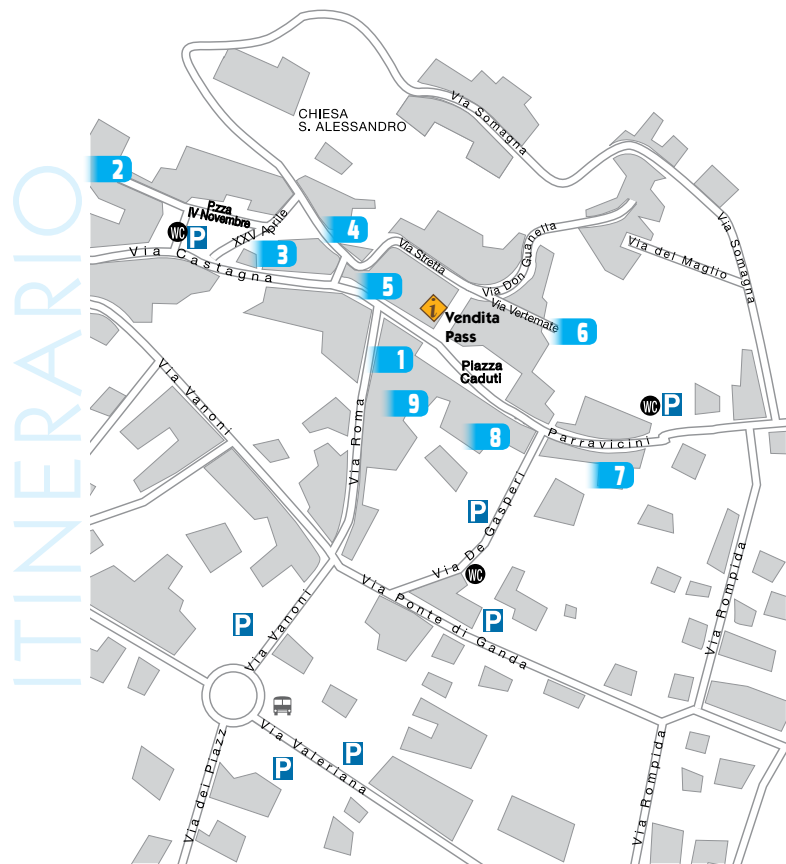 ITINERARIO
CHIESA
S. ALESSANDRO
Via Somagna
2
P.zza
IV Novembre
WC P
XXV Aprile
4
3
Via Castagna
Via Stretta
Via Don Guanella
Via Somagna
Via del Maglio
5
i
Vendita
Pass
Via Vertemate
6
1
Piazza
Caduti
9
WC P
Via Vanoni
Via Roma
8
Parravicini
7
P
Via De Gasperi
WC
Via Ponte di Ganda
P
P
Via Vanoni
Via Rompida
Via Valeriana
P
P
Via dei Piazz
Via Rompida